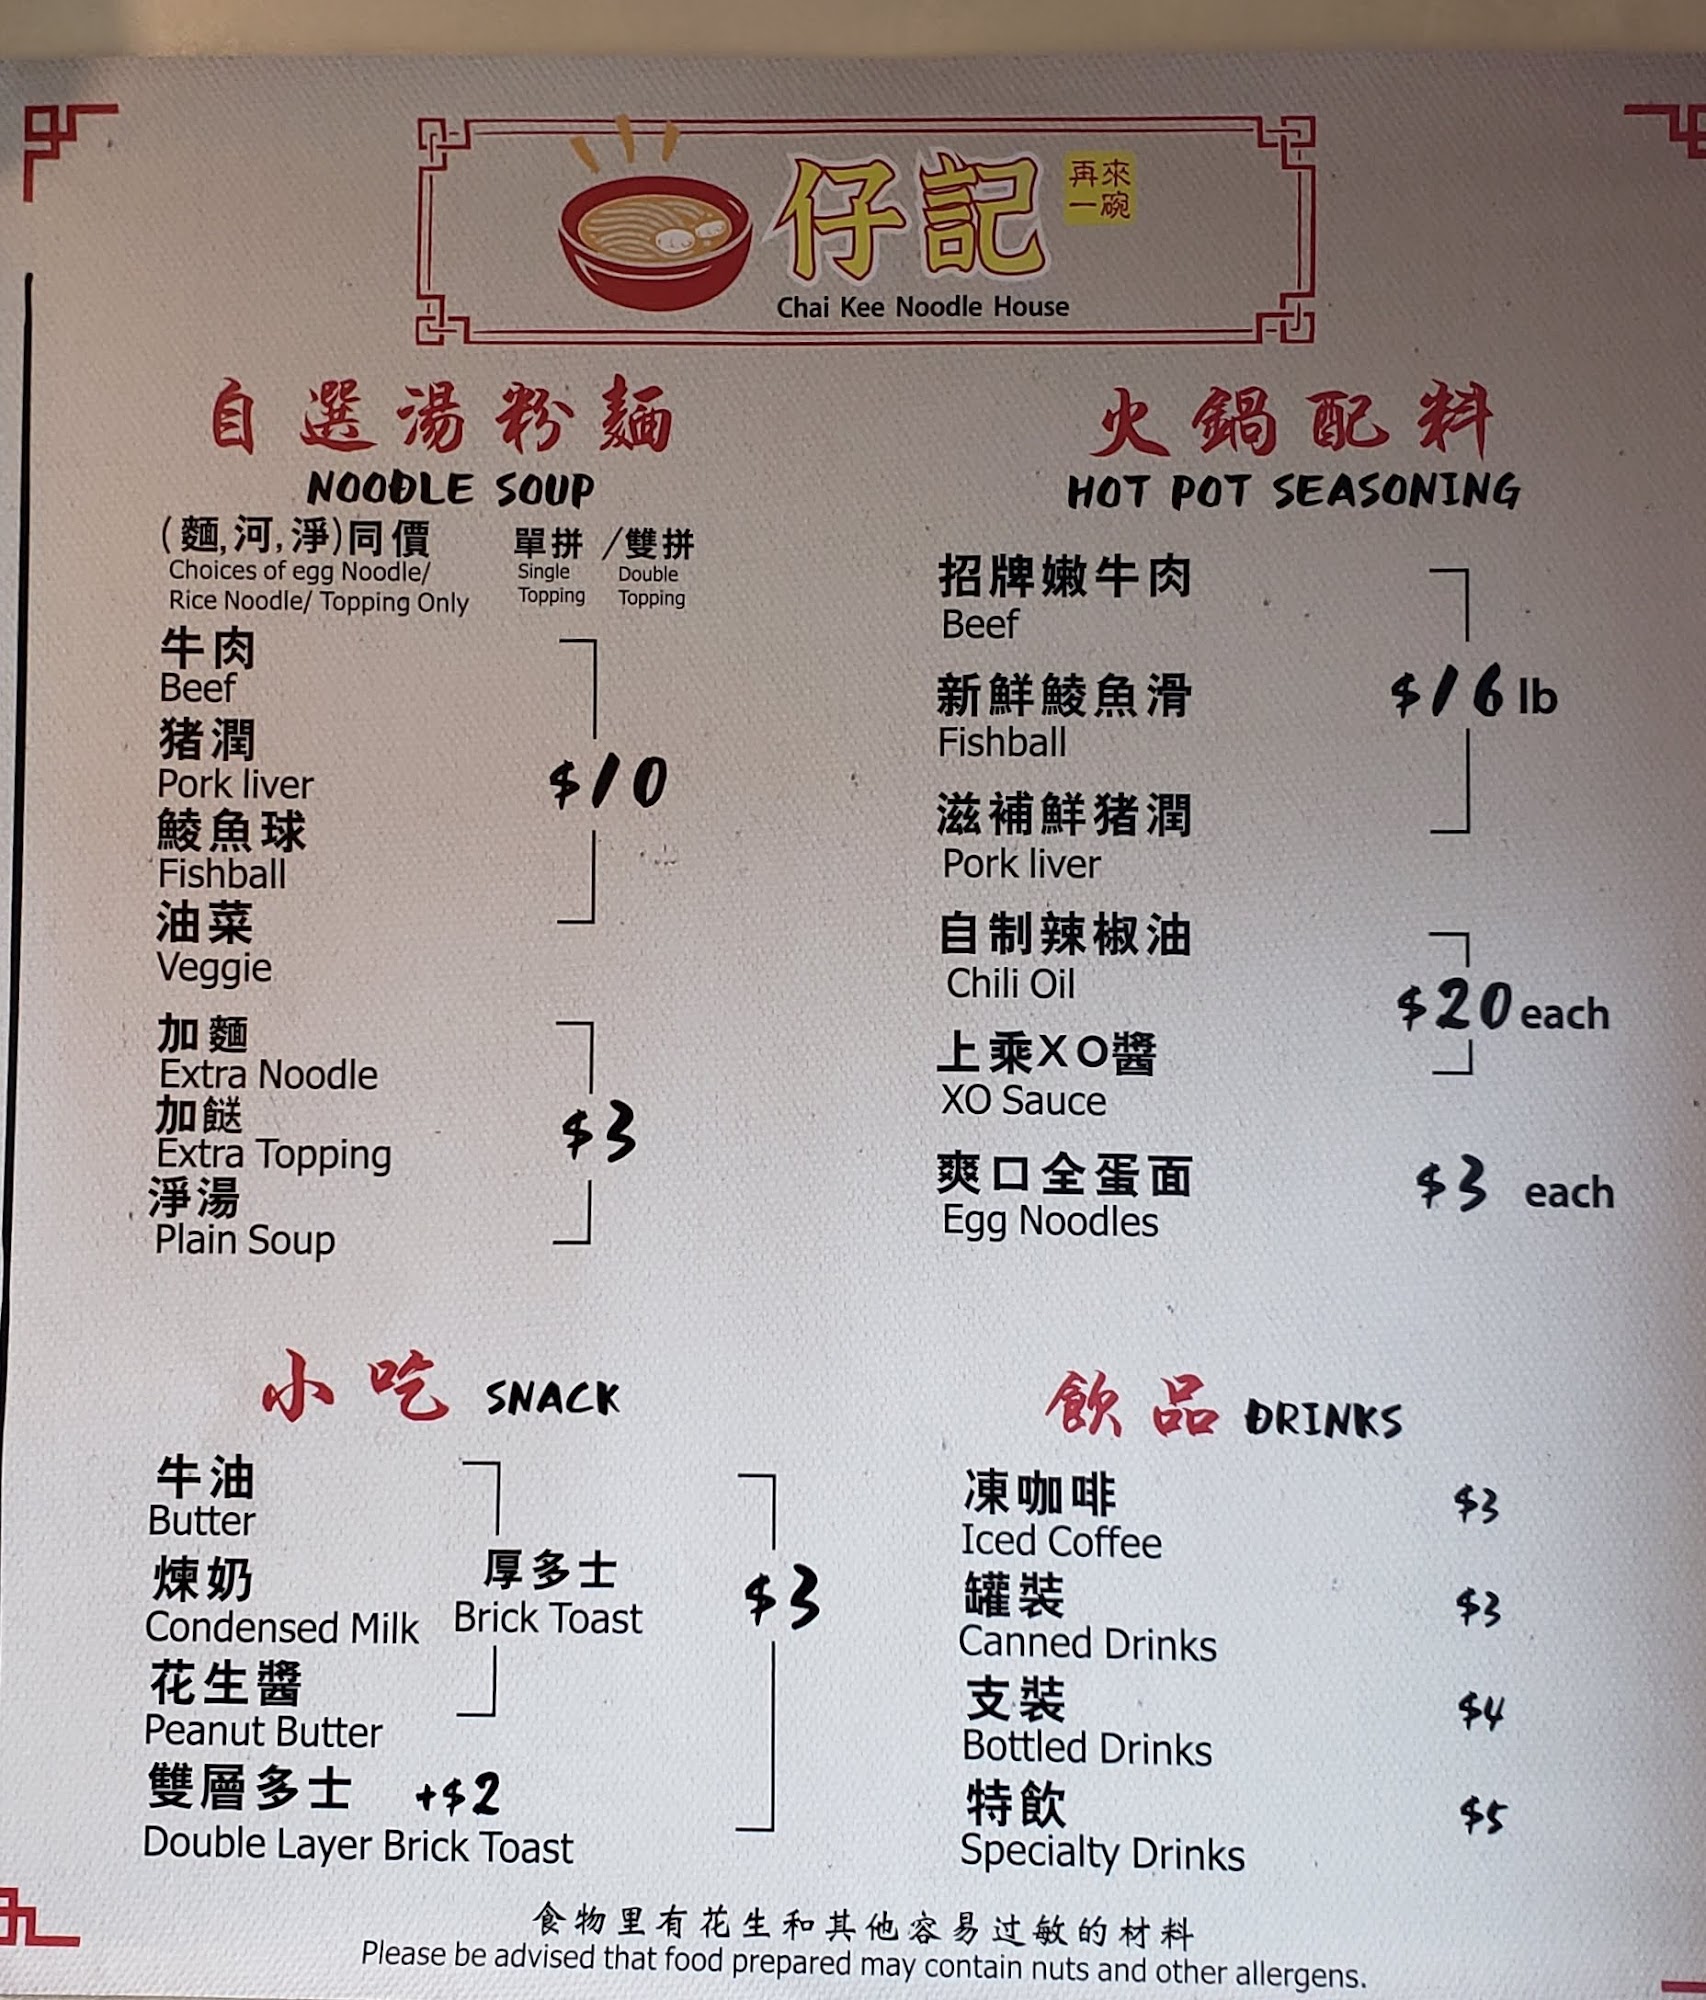 仔記
再來
一碗
Chai Kee Noodle House
自選湯粉麵
NOODLE SOUP
(麵,河,淨)同價 單拼 /雙拼
Choices of egg Noodle/
Rice Noodle/ Topping Only
Single
Topping
Double
Topping
牛肉
Beef
猪潤
Pork liver
$10
鯪魚球
Fishball
油菜
Veggie
加麵
Extra Noodle
加餸
Extra Topping
$3
淨湯
Plain Soup
火鍋配料
HOT POT SEASONING
招牌嫩牛肉
Beef
新鮮鯪魚滑
Fishball
$16 lb
滋補鮮猪潤
Pork liver
自制辣椒油
Chili Oil
$20 each
上乘XO醬
XO Sauce
爽口全蛋面
Egg Noodles
$3 each
小吃 SNACK
牛油
Butter
煉奶
Condensed Milk
厚多士
Brick Toast
$3
花生醬
Peanut Butter
雙層多士 +$2
Double Layer Brick Toast
飲品 DRINKS
凍咖啡 $3
Iced Coffee
罐裝 $3
Canned Drinks
支裝 $4
Bottled Drinks
特飲 $5
Specialty Drinks
食物里有花生和其他容易过敏的材料
Please be advised that food prepared may contain nuts and other allergens.